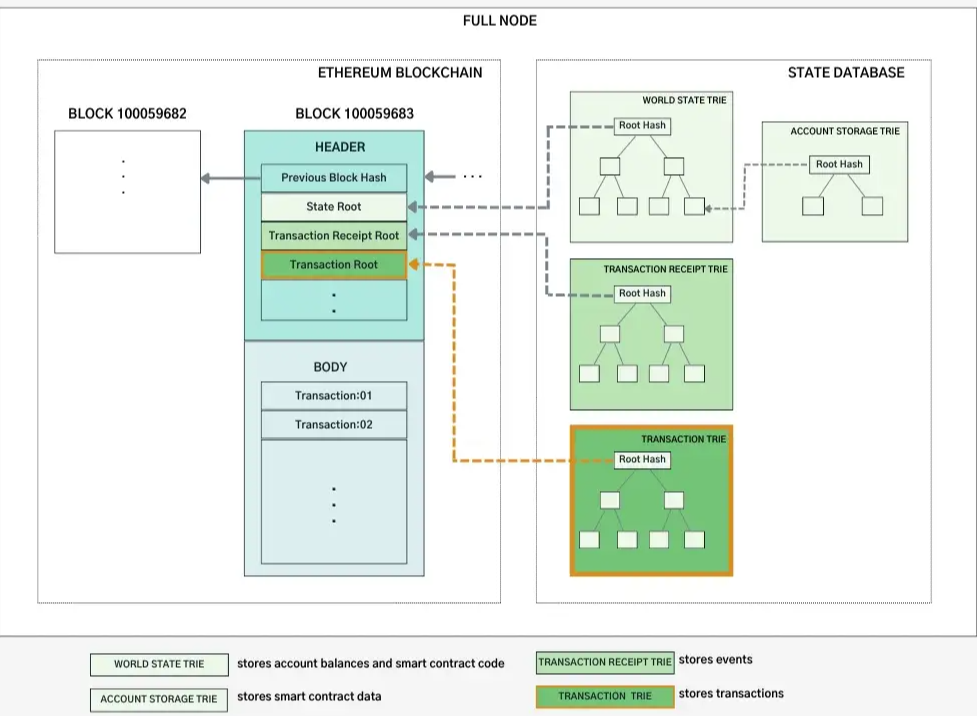 FULL NODE
ETHEREUM BLOCKCHAIN
BLOCK 100059682
BLOCK 100059683
HEADER
Previous Block Hash
State Root
Transaction Receipt Root
Transaction Root
BODY
Transaction:01
Transaction:02
STATE DATABASE
WORLD STATE TRIE
Root Hash
ACCOUNT STORAGE TRIE
Root Hash
TRANSACTION RECEIPT TRIE
Root Hash
TRANSACTION TRIE
Root Hash
WORLD STATE TRIE stores account balances and smart contract code
ACCOUNT STORAGE TRIE stores smart contract data
TRANSACTION RECEIPT TRIE stores events
TRANSACTION TRIE stores transactions